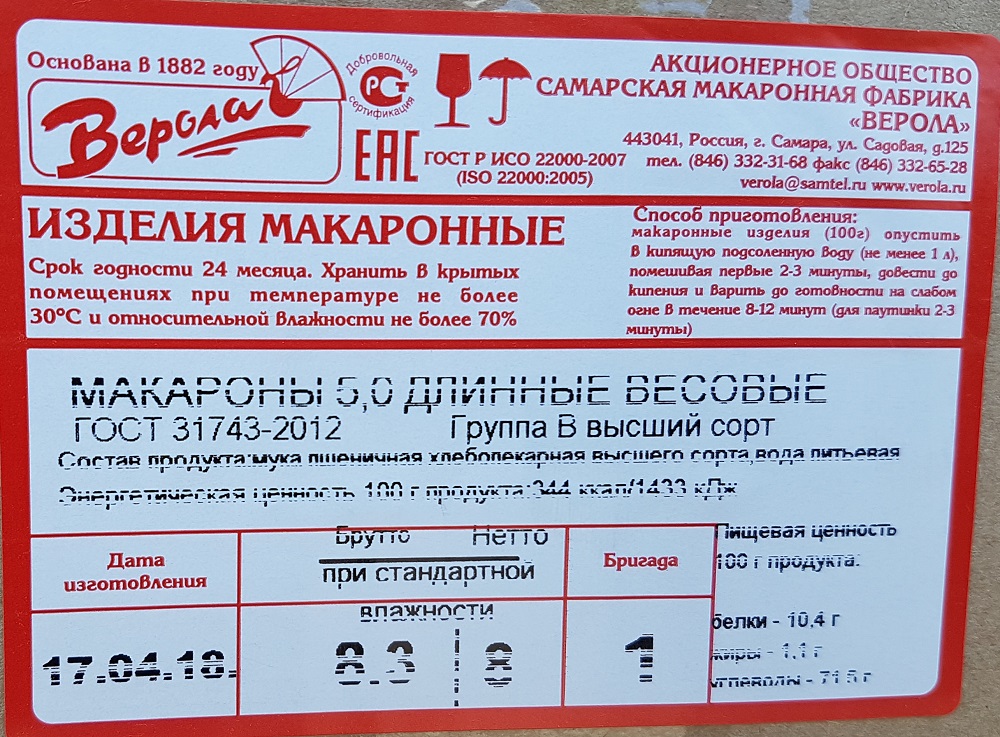 Основана в 1882 году
Верола
Добровольная
РСТ
сертификация
ЕАС
ГОСТ Р ИСО 22000-2007
(ISO 22000:2005)
АКЦИОНЕРНОЕ ОБЩЕСТВО
САМАРСКАЯ МАКАРОННАЯ ФАБРИКА
«ВЕРОЛА»
443041, Россия, г. Самара, ул. Садовая, д.125
тел. (846) 332-31-68 факс (846) 332-65-28
verola@samtel.ru www.verola.ru
ИЗДЕЛИЯ МАКАРОННЫЕ
Срок годности 24 месяца. Хранить в крытых
помещениях при температуре не более
30°С и относительной влажности не более 70%
Способ приготовления:
макаронные изделия (100г) опустить
в кипящую подсоленную воду (не менее 1 л),
помешивая первые 2-3 минуты, довести до
кипения и варить до готовности на слабом
огне в течение 8-12 минут (для паутинки 2-3
минуты)
МАКАРОНЫ 5,0 ДЛИННЫЕ ВЕСОВЫЕ
ГОСТ 31743-2012 Группа В высший сорт
Состав продукта:мука пшеничная хлебопекарная высшего сорта,вода питьевая
Энергетическая ценность 100 г продукта:344 ккал/1433 кДж
Дата
изготовления
17.04.18.
Брутто Нетто
при стандартной
влажности
8.3 8
Бригада
1
Пищевая ценность
100 г продукта:
белки - 10,4 г
жиры - 1,1 г
углеводы - 71,5 г